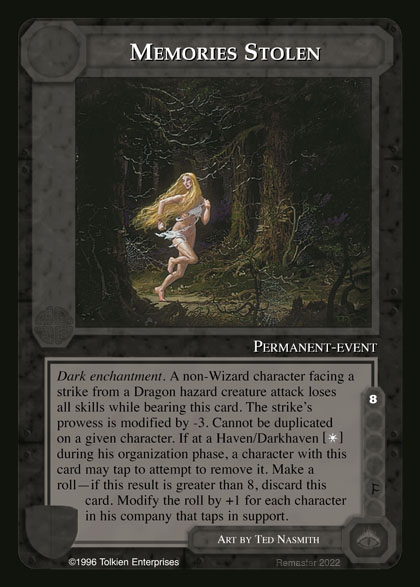 MEMORIES STOLEN
PERMANENT-EVENT
Dark enchantment. A non-Wizard character facing a
strike from a Dragon hazard creature attack loses
all skills while bearing this card. The strike's
prowess is modified by -3. Cannot be duplicated
on a given character. If at a Haven/Darkhaven [☀]
during his organization phase, a character with this
card may tap to attempt to remove it. Make a
roll—if this result is greater than 8, discard this
card. Modify the roll by +1 for each character
in his company that taps in support.
8
ART BY TED NASMITH
©1996 Tolkien Enterprises
Remaster 2022